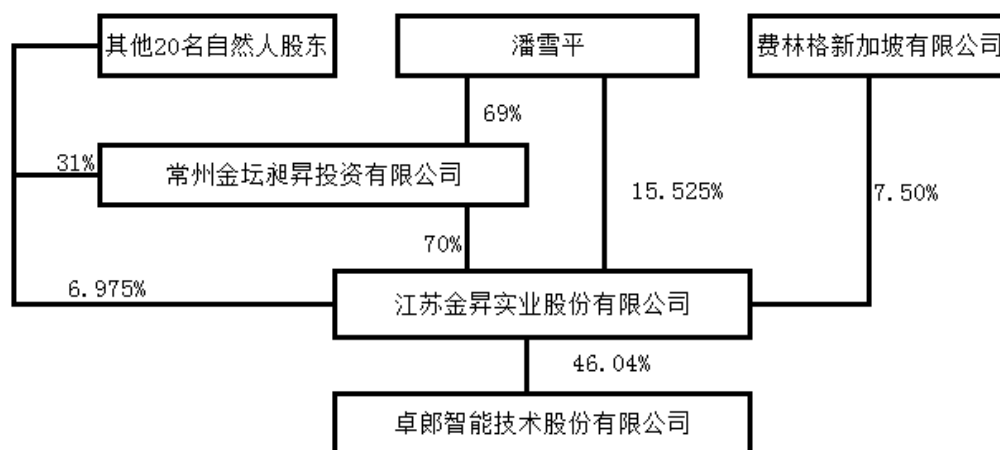 其他20名自然人股东
潘雪平
费林格新加坡有限公司
69%
31%
常州金坛昶昇投资有限公司
15.525%
7.50%
70%
6.975%
江苏金昇实业股份有限公司
46.04%
卓郎智能技术股份有限公司